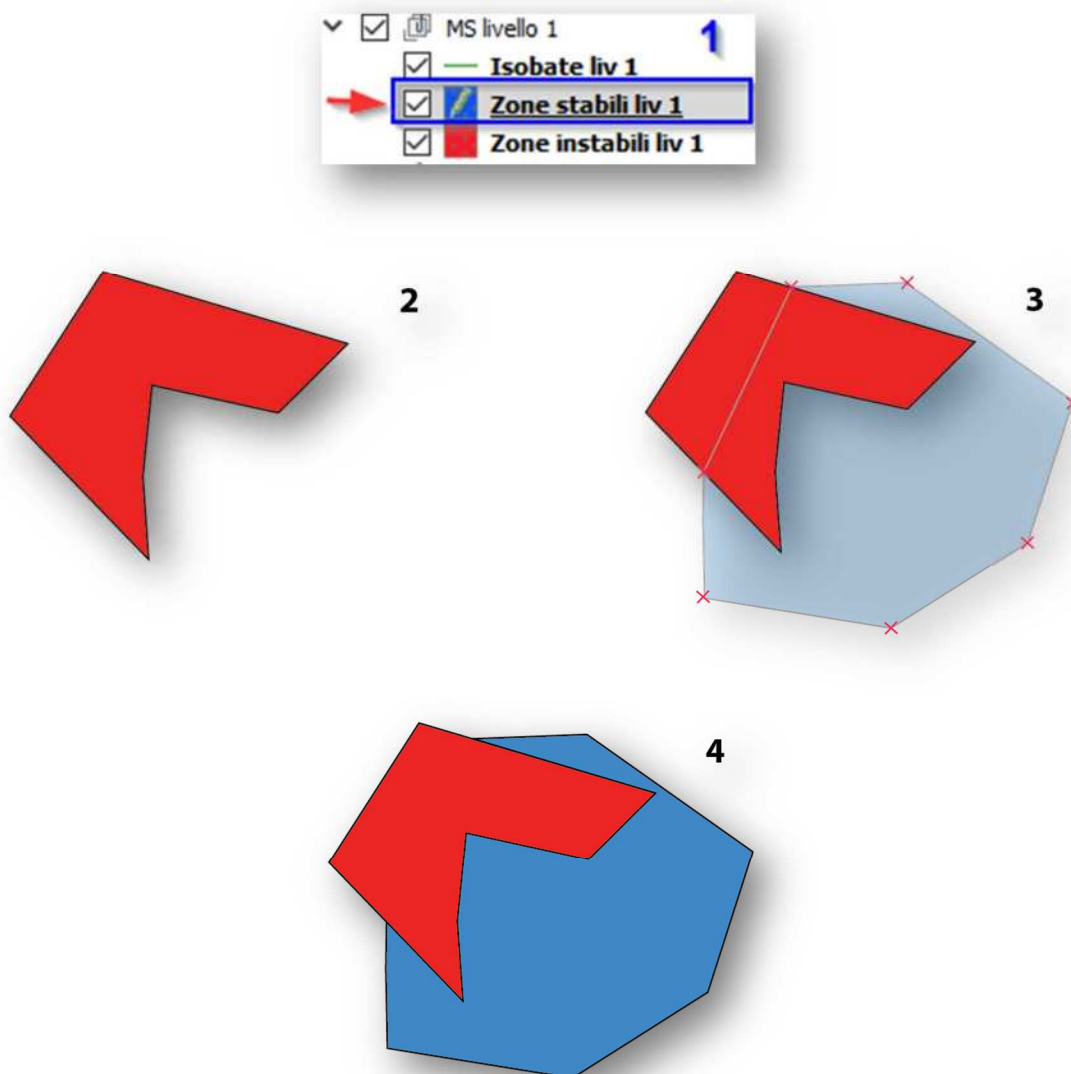 MS livello 1
1
Isobate liv 1
Zone stabili liv 1
Zone instabili liv 1
2
3
4